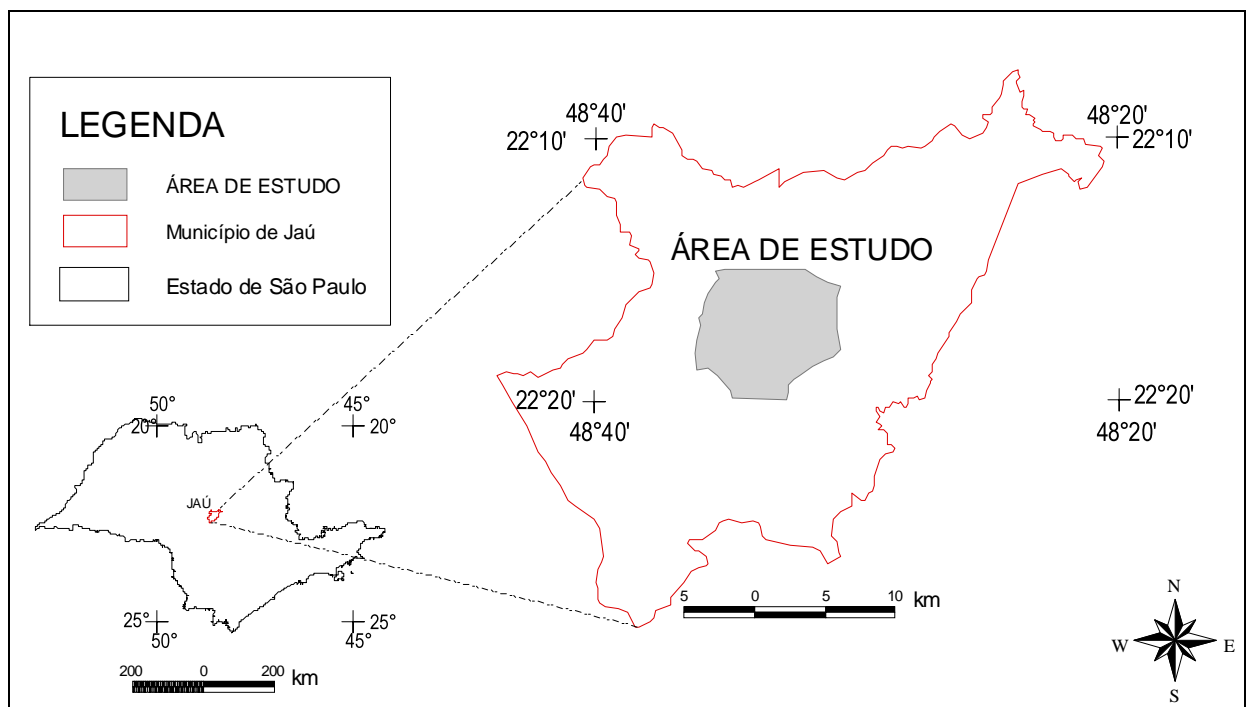 LEGENDA
ÁREA DE ESTUDO
Município de Jaú
Estado de São Paulo
48°40'
22°10'
48°20'
22°10'
ÁREA DE ESTUDO
22°20'
48°40'
22°20'
48°20'
50°
20°
45°
20°
JAÚ
25°
50°
25°
45°
200 0 200 km
5 0 5 10 km
N
W E
S